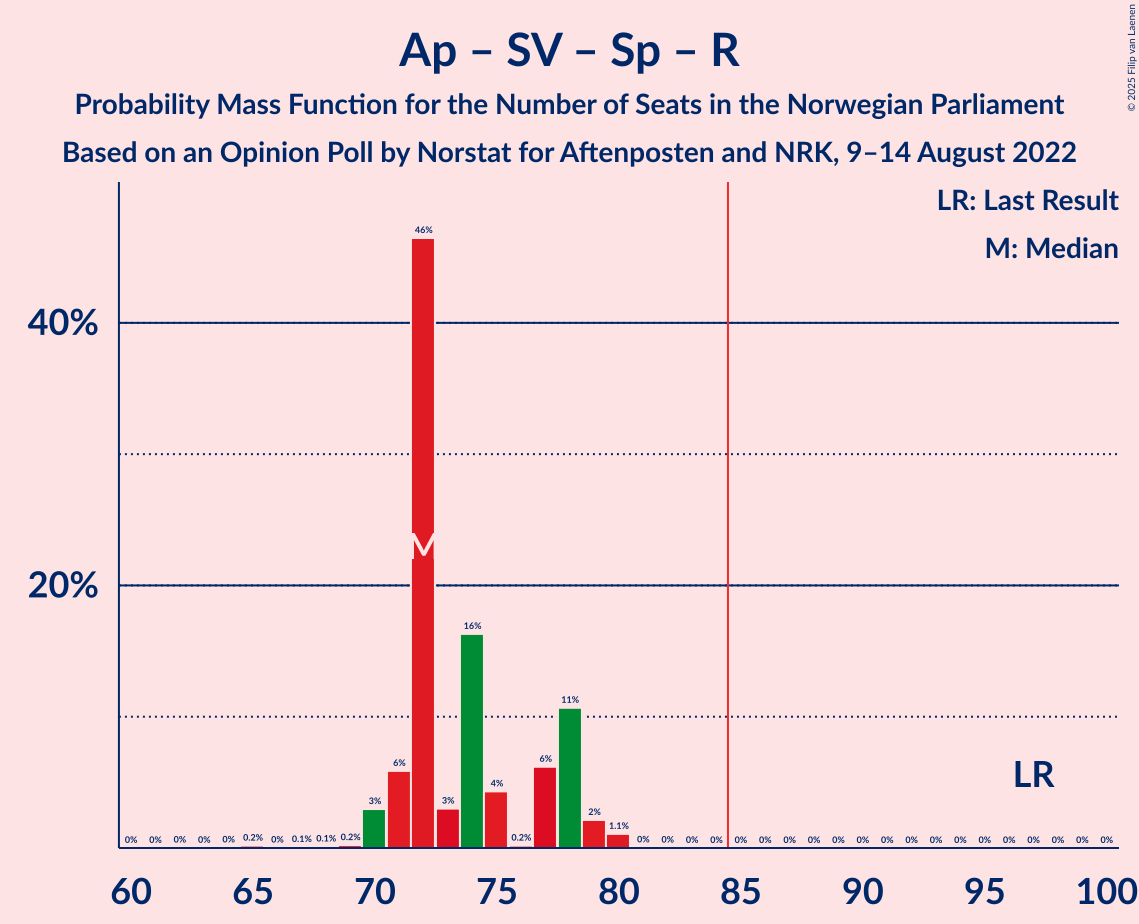 Ap – SV – Sp – R
Probability Mass Function for the Number of Seats in the Norwegian Parliament
Based on an Opinion Poll by Norstat for Aftenposten and NRK, 9–14 August 2022
© 2025 Filip van Laenen
LR: Last Result
M: Median
46%
40%
M
20%
16%
11%
LR
6% 6%
3% 3% 4% 2% 1.1%
0% 0% 0% 0% 0% 0.2% 0% 0.1% 0.1% 0.2% 0.2% 0% 0% 0% 0% 0% 0% 0% 0% 0% 0% 0% 0% 0% 0% 0% 0% 0% 0% 0% 0%
60 65 70 75 80 85 90 95 100